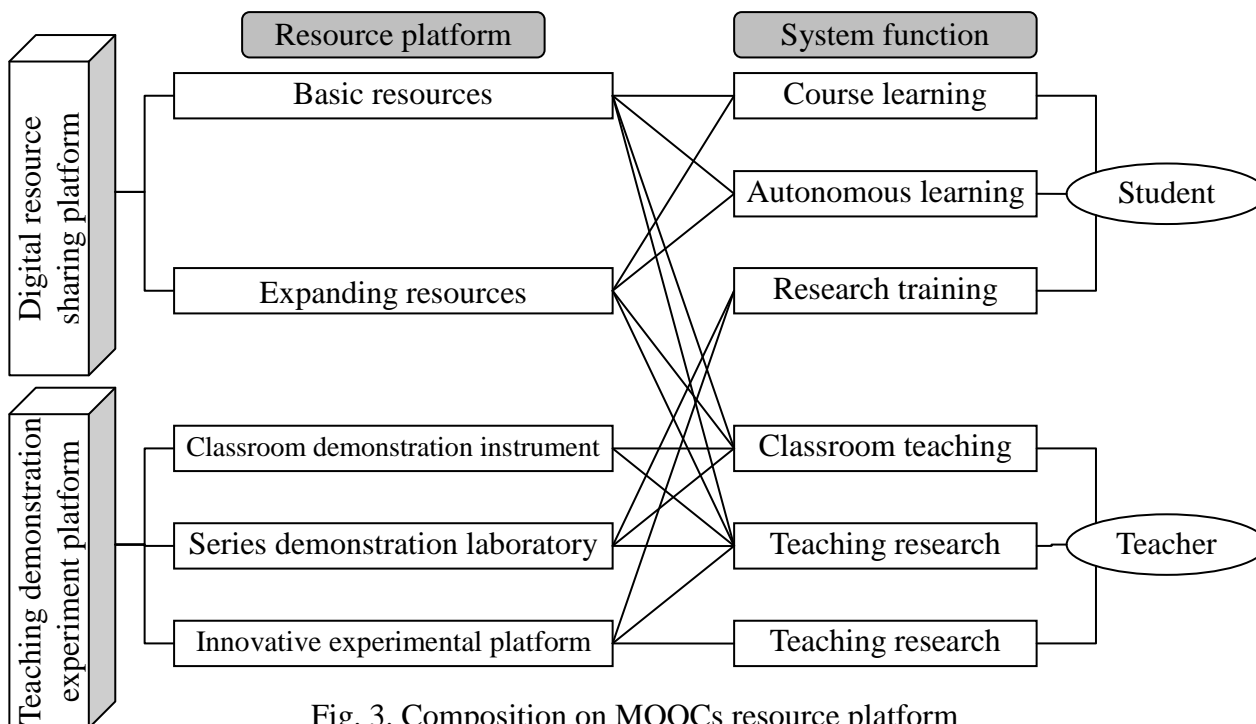 Resource platform
System function
Digital resource
sharing platform
Basic resources
Expanding resources
Course learning
Autonomous learning
Research training
Student
Teaching demonstration
experiment platform
Classroom demonstration instrument
Series demonstration laboratory
Innovative experimental platform
Classroom teaching
Teaching research
Teaching research
Teacher
Fig. 3. Composition on MOOCs resource platform